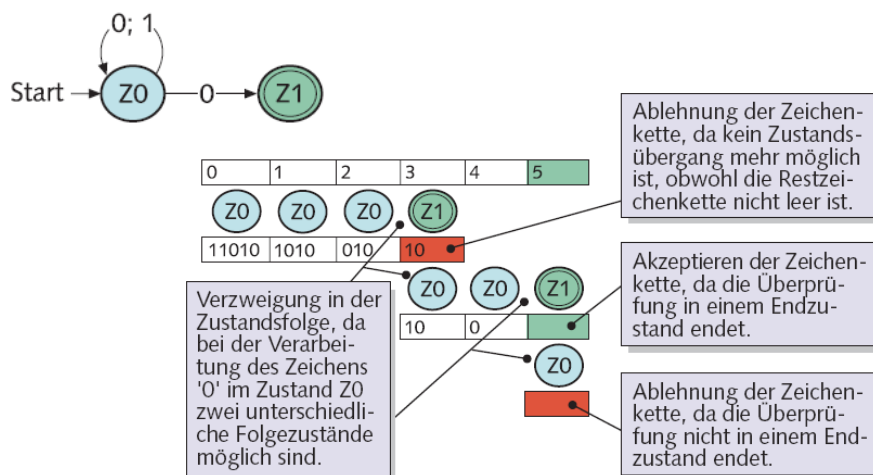 0; 1
Start
Z0
0
Z1
0 1 2 3 4 5
Z0 Z0 Z0 Z1
11010 1010 010 10
Z0 Z0 Z1
10 0
Z0
Verzweigung in der
Zustandsfolge, da
bei der Verarbei-
tung des Zeichens
'0' im Zustand Z0
zwei unterschiedli-
che Folgezustände
möglich sind.
Ablehnung der Zeichen-
kette, da kein Zustands-
übergang mehr möglich
ist, obwohl die Restzei-
chenkette nicht leer ist.
Akzeptieren der Zeichen-
kette, da die Überprü-
fung in einem Endzu-
stand endet.
Ablehnung der Zeichen-
kette, da die Überprü-
fung nicht in einem End-
zustand endet.